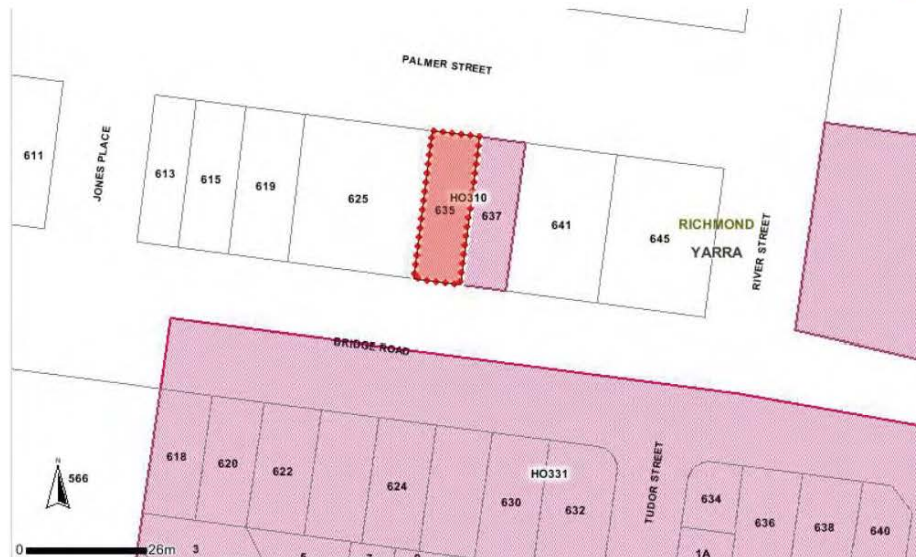 PALMER STREET
611
JONES PLACE
613
615
619
625
635
HO310
637
641
645
RICHMOND
YARRA
RIVER STREET
BRIDGE ROAD
618
620
622
624
630
HO331
632
TUDOR STREET
634
636
638
640
N
566
0 26m
3
1A